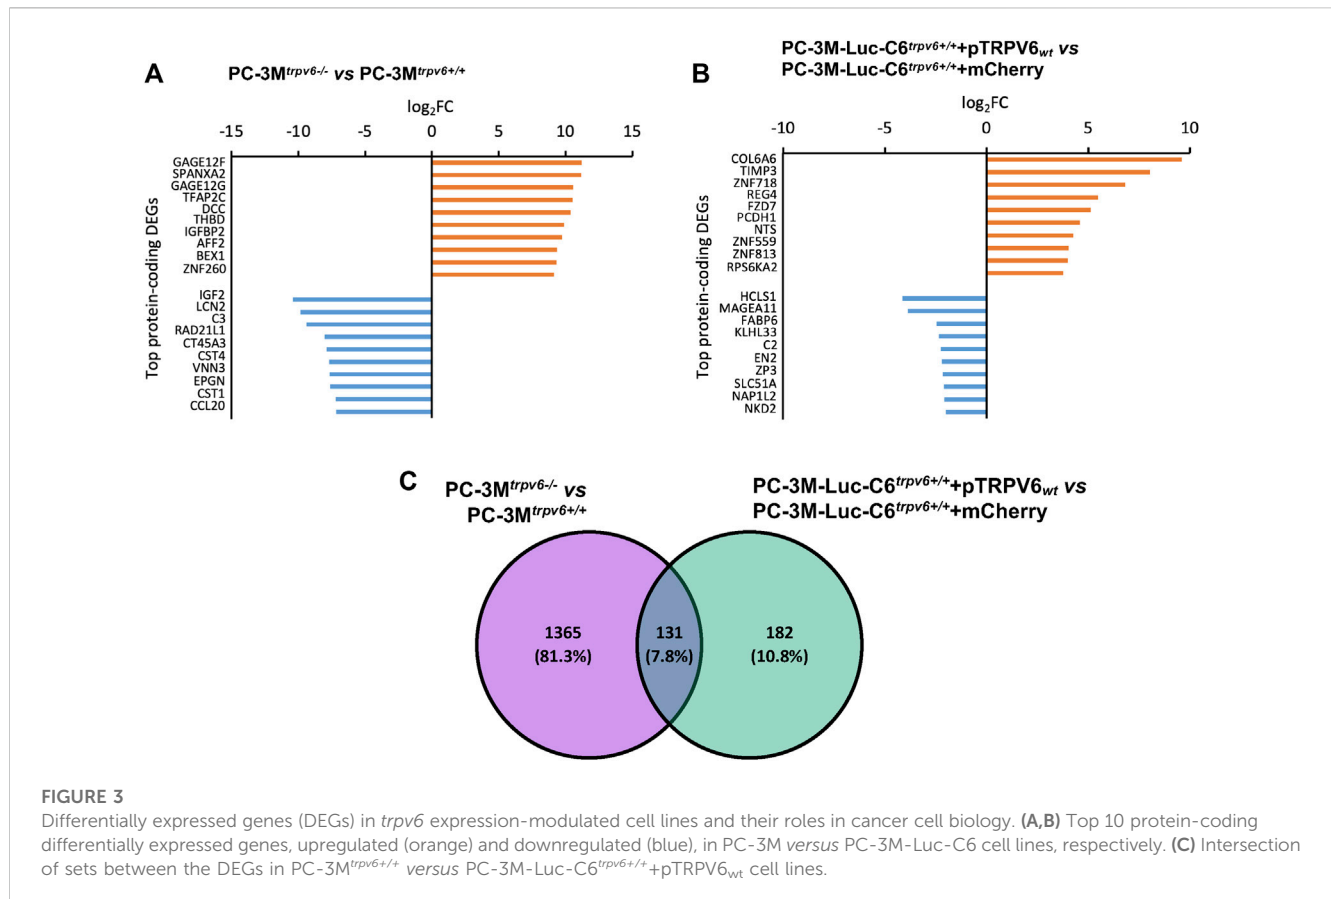 A
PC-3Mtrpv6-/- vs PC-3Mtrpv6+/+
log2FC
-15 -10 -5 0 5 10 15
Top protein-coding DEGs
GAGE12F
SPANXA2
GAGE12G
TFAP2C
DCC
THBD
IGFBP2
AFF2
BEX1
ZNF260
IGF2
LCN2
C3
RAD21L1
CT45A3
CST4
VNN3
EPGN
CST1
CCL20
B
PC-3M-Luc-C6trpv6+/++pTRPV6wt vs
PC-3M-Luc-C6trpv6+/++mCherry
log2FC
-10 -5 0 5 10
Top protein-coding DEGs
COL6A6
TIMP3
ZNF718
REG4
FZD7
PCDH1
NTS
ZNF559
ZNF813
RPS6KA2
HCLS1
MAGEA11
FABP6
KLHL33
C2
EN2
ZP3
SLC51A
NAP1L2
NKD2
C
PC-3Mtrpv6-/- vs
PC-3Mtrpv6+/+
PC-3M-Luc-C6trpv6+/++pTRPV6wt vs
PC-3M-Luc-C6trpv6+/++mCherry
1365
(81.3%)
131
(7.8%)
182
(10.8%)
FIGURE 3
Differentially expressed genes (DEGs) in trpv6 expression-modulated cell lines and their roles in cancer cell biology. (A,B) Top 10 protein-coding
differentially expressed genes, upregulated (orange) and downregulated (blue), in PC-3M versus PC-3M-Luc-C6 cell lines, respectively. (C) Intersection
of sets between the DEGs in PC-3Mtrpv6+/+ versus PC-3M-Luc-C6trpv6+/++pTRPV6wt cell lines.